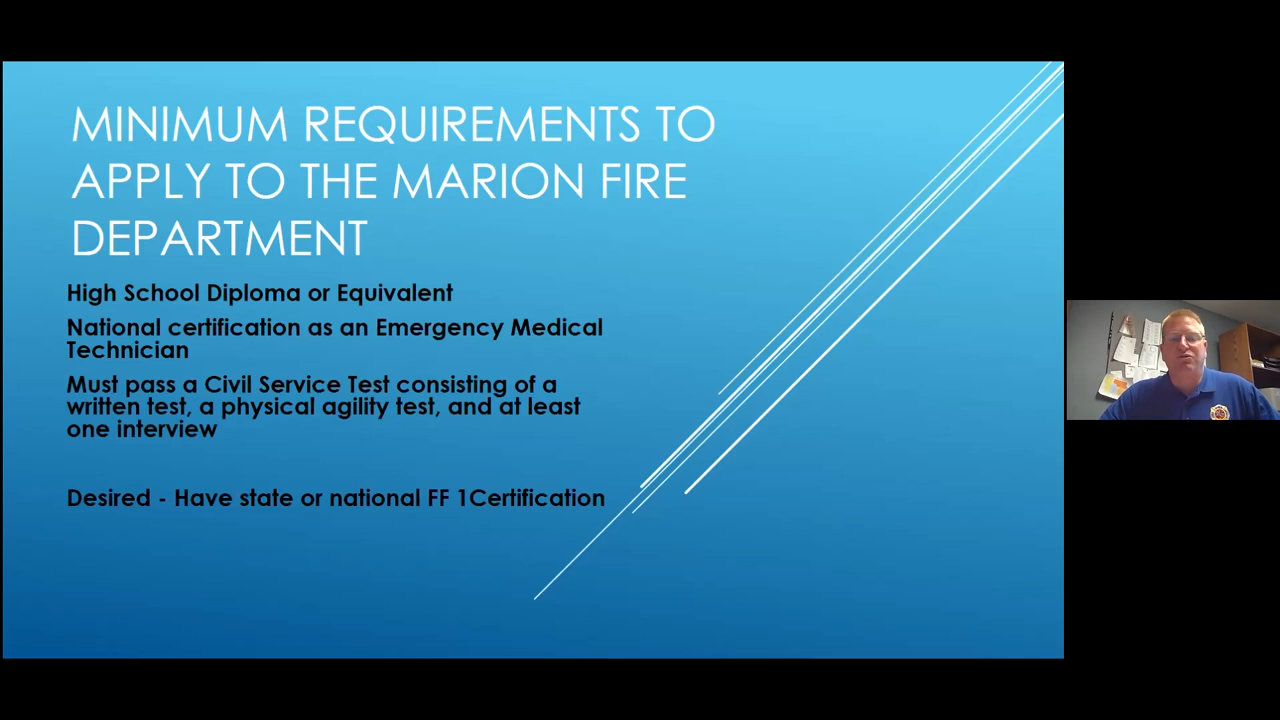 MINIMUM REQUIREMENTS TO
APPLY TO THE MARION FIRE
DEPARTMENT
High School Diploma or Equivalent
National certification as an Emergency Medical
Technician
Must pass a Civil Service Test consisting of a
written test, a physical agility test, and at least
one interview
Desired - Have state or national FF 1Certification